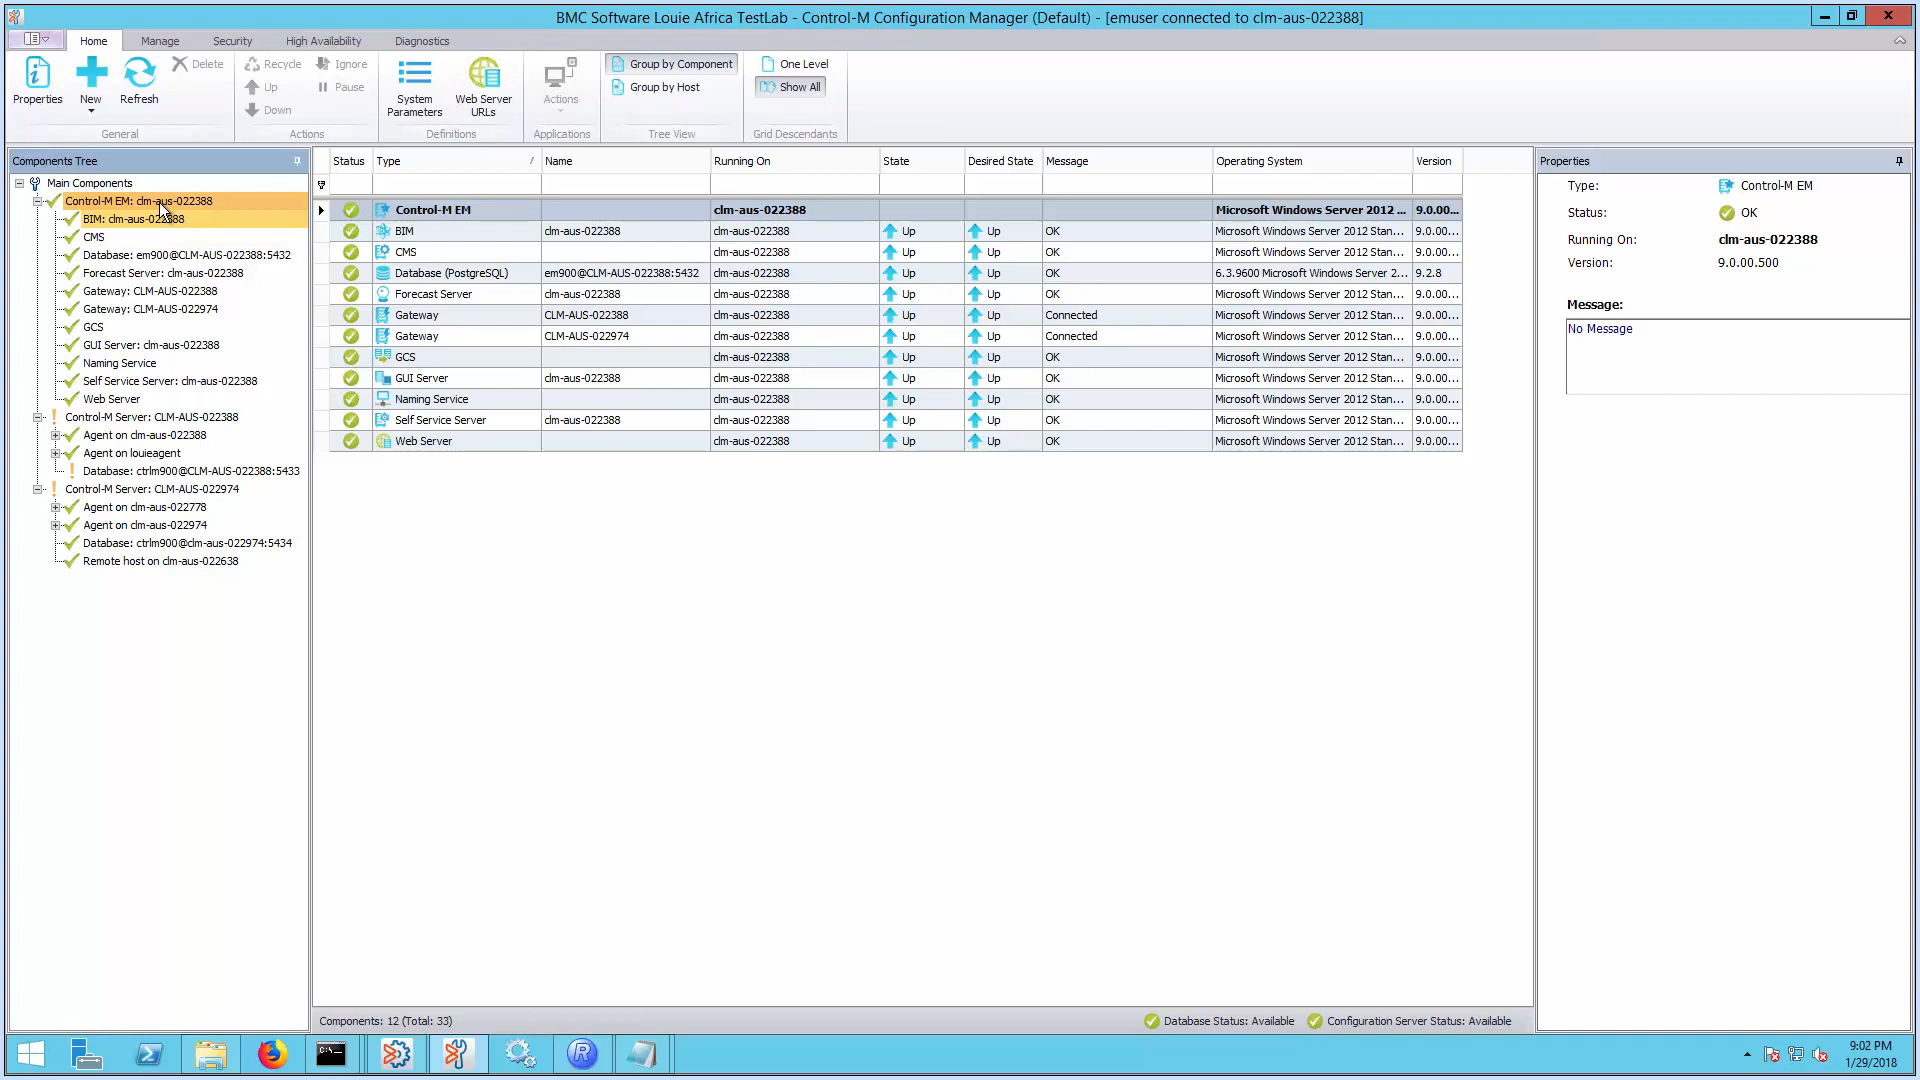 BMC Software Louie Africa TestLab - Control-M Configuration Manager (Default) - [emuser connected to clm-aus-022388]
Home Manage Security High Availability Diagnostics
Properties New Refresh Delete
General
Recycle Ignore
Up Pause
Down
Actions
System Parameters Web Server URLs
Definitions
Actions
Applications
Group by Component
Group by Host
Tree View
One Level
Show All
Grid Descendants
Components Tree
Main Components
Control-M EM: clm-aus-022388
BIM: clm-aus-022388
CMS
Database: em900@CLM-AUS-022388:5432
Forecast Server: clm-aus-022388
Gateway: CLM-AUS-022388
Gateway: CLM-AUS-022974
GCS
GUI Server: clm-aus-022388
Naming Service
Self Service Server: clm-aus-022388
Web Server
Control-M Server: CLM-AUS-022388
Agent on clm-aus-022388
Agent on louieagent
Database: ctrlm900@CLM-AUS-022388:5433
Control-M Server: CLM-AUS-022974
Agent on clm-aus-022778
Agent on clm-aus-022974
Database: ctrlm900@clm-aus-022974:5434
Remote host on clm-aus-022638
Status Type / Name Running On State Desired State Message Operating System Version
Control-M EM clm-aus-022388 Microsoft Windows Server 2012 ... 9.0.00...
BIM clm-aus-022388 clm-aus-022388 Up Up OK Microsoft Windows Server 2012 Stan... 9.0.00...
CMS clm-aus-022388 Up Up OK Microsoft Windows Server 2012 Stan... 9.0.00...
Database (PostgreSQL) em900@CLM-AUS-022388:5432 clm-aus-022388 Up Up OK 6.3.9600 Microsoft Windows Server 2... 9.2.8
Forecast Server clm-aus-022388 clm-aus-022388 Up Up OK Microsoft Windows Server 2012 Stan... 9.0.00...
Gateway CLM-AUS-022388 clm-aus-022388 Up Up Connected Microsoft Windows Server 2012 Stan... 9.0.00...
Gateway CLM-AUS-022974 clm-aus-022388 Up Up Connected Microsoft Windows Server 2012 Stan... 9.0.00...
GCS clm-aus-022388 Up Up OK Microsoft Windows Server 2012 Stan... 9.0.00...
GUI Server clm-aus-022388 clm-aus-022388 Up Up OK Microsoft Windows Server 2012 Stan... 9.0.00...
Naming Service clm-aus-022388 Up Up OK Microsoft Windows Server 2012 Stan... 9.0.00...
Self Service Server clm-aus-022388 clm-aus-022388 Up Up OK Microsoft Windows Server 2012 Stan... 9.0.00...
Web Server clm-aus-022388 Up Up OK Microsoft Windows Server 2012 Stan... 9.0.00...
Components: 12 (Total: 33) Database Status: Available Configuration Server Status: Available
Properties
Type: Control-M EM
Status: OK
Running On: clm-aus-022388
Version: 9.0.00.500
Message:
No Message
C:\
R
9:02 PM
1/29/2018